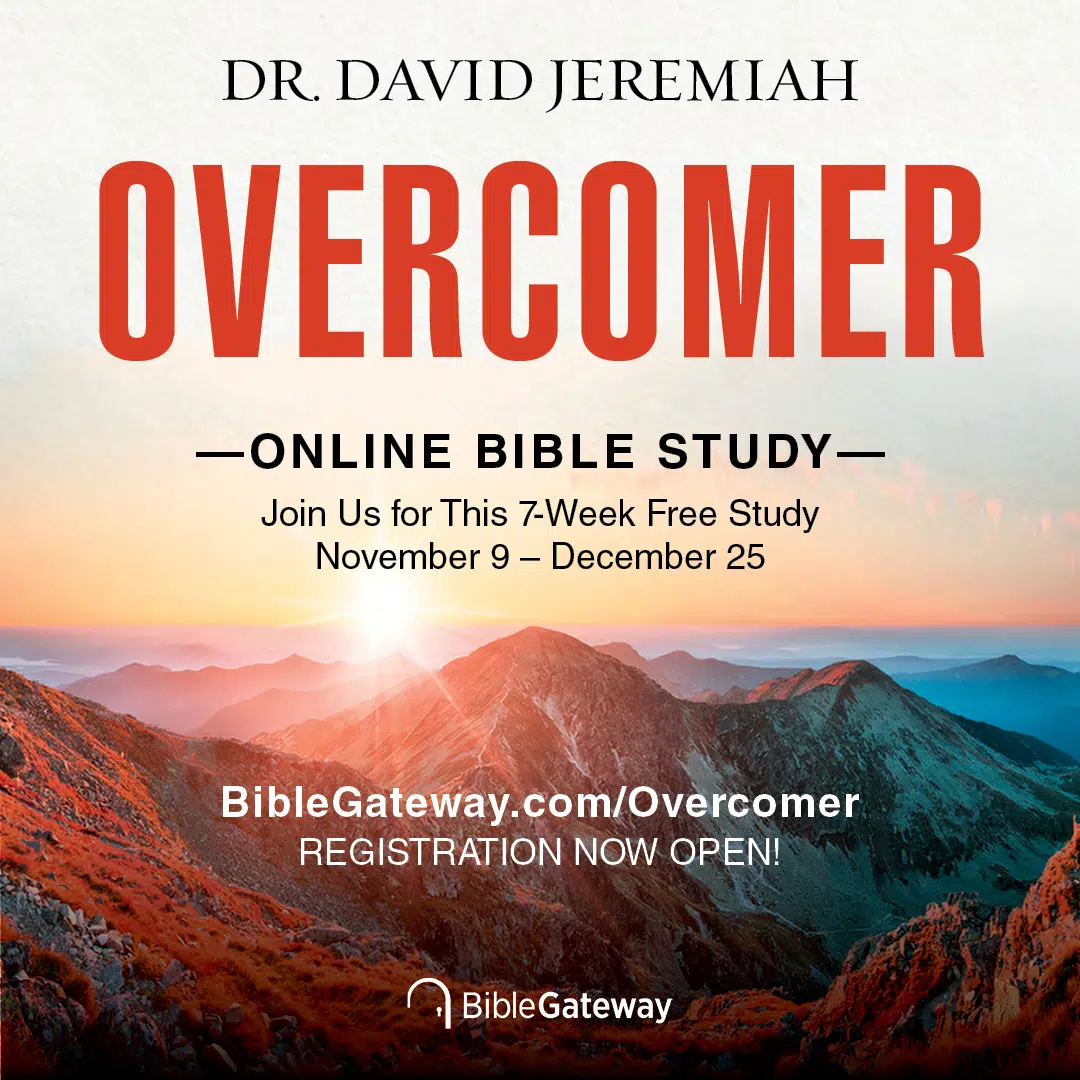 DR. DAVID JEREMIAH
OVERCOMER
—ONLINE BIBLE STUDY—
Join Us for This 7-Week Free Study
November 9 – December 25
BibleGateway.com/Overcomer
REGISTRATION NOW OPEN!
BibleGateway